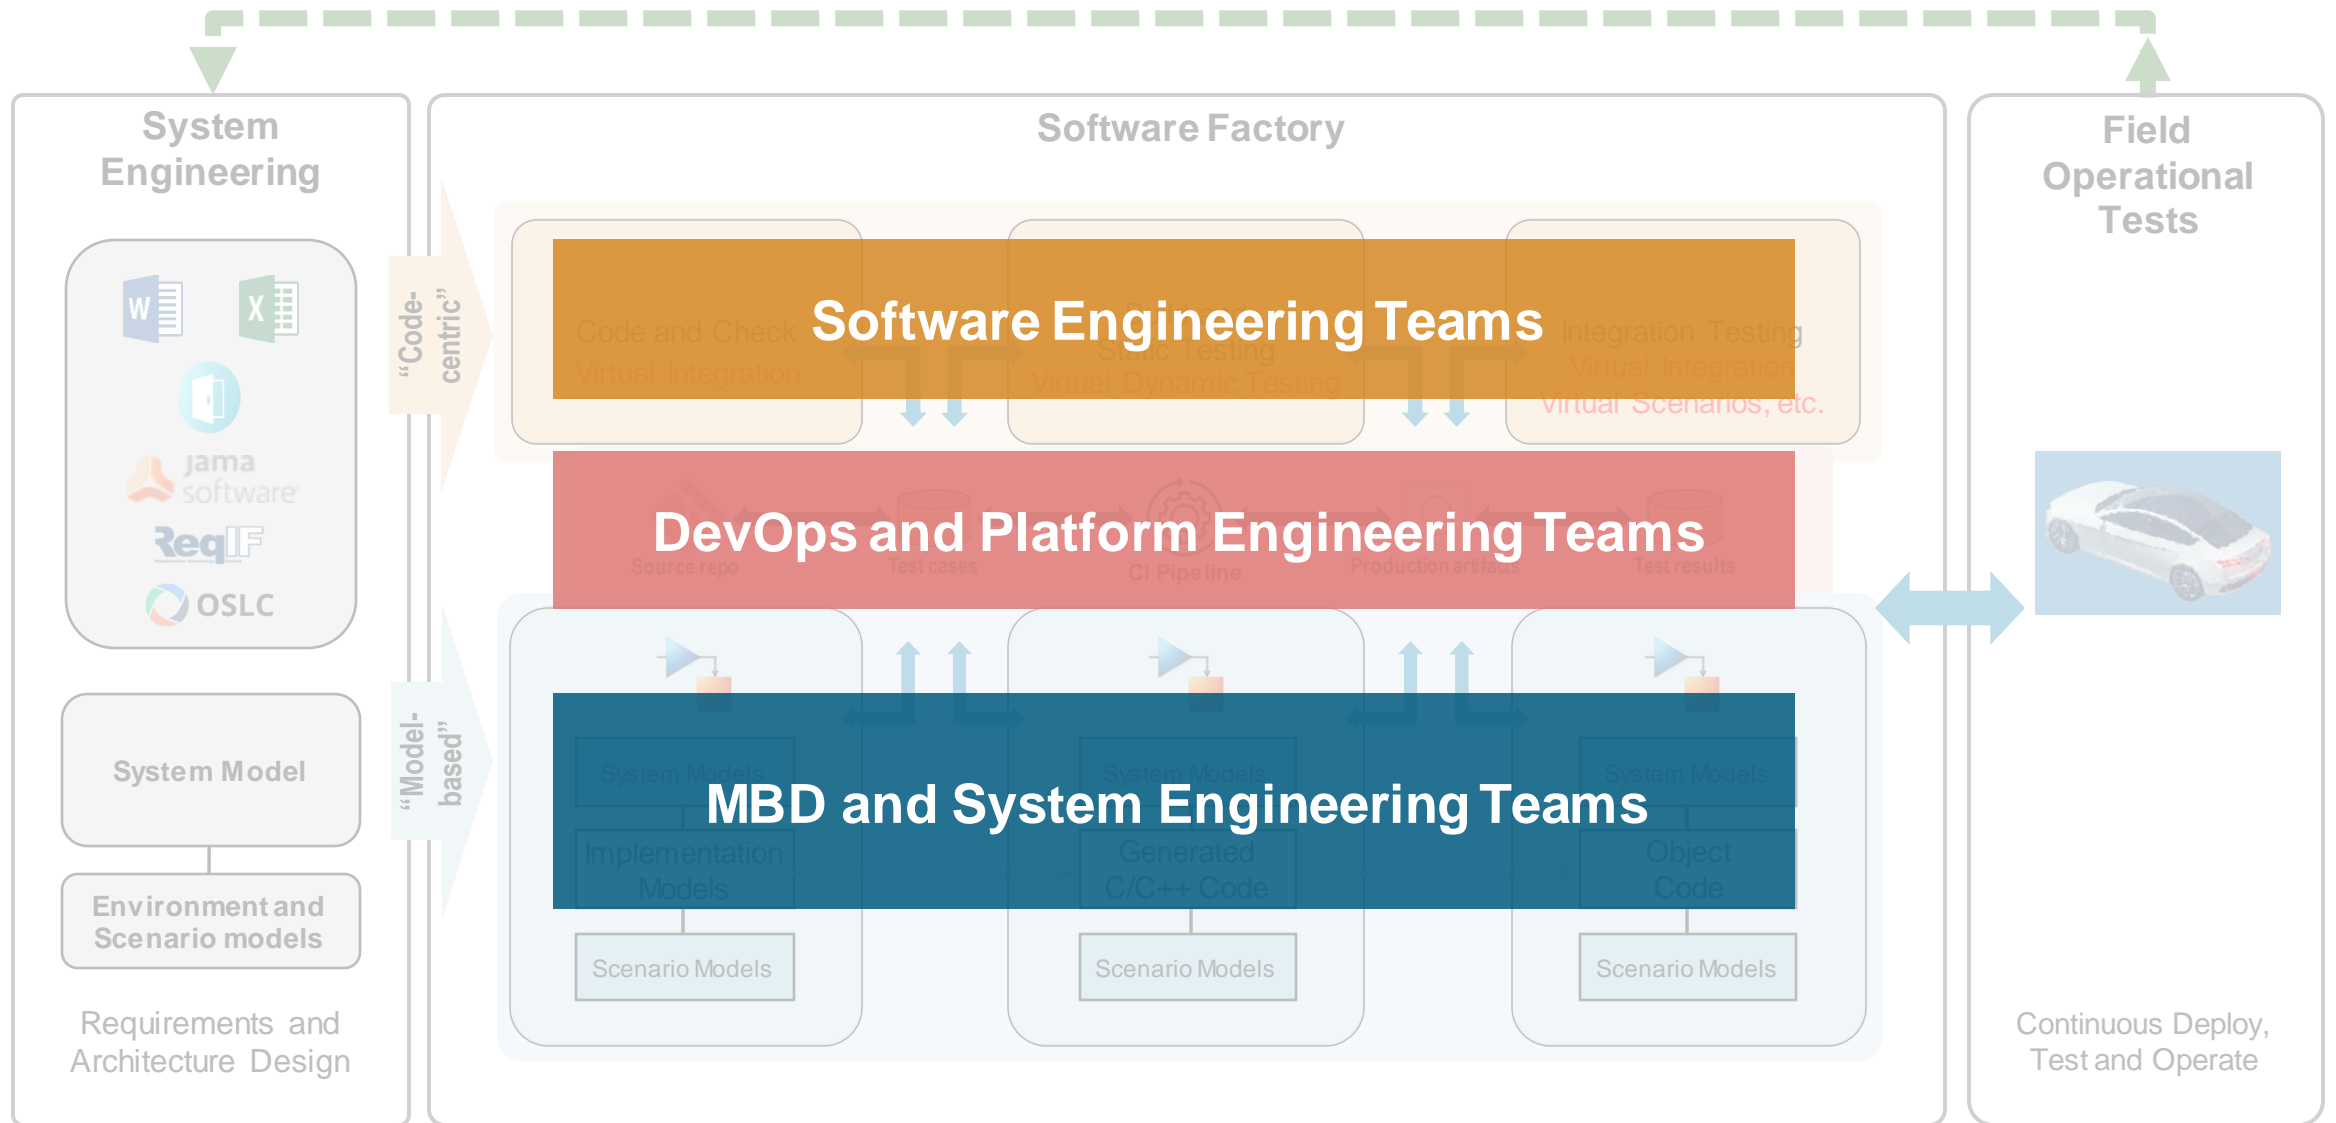 System
Engineering
W
X
jama
software
ReqIF
OSLC
System Model
Environment and
Scenario models
Requirements and
Architecture Design
“Code-
centric”
“Model-
based”
Software Factory
Software Engineering Teams
Code and Check
Virtual Integration
Static Testing
Virtual Dynamic Testing
Integration Testing
Virtual Integration
Virtual Scenarios, etc.
DevOps and Platform Engineering Teams
Source repo
Test cases
CI Pipeline
Production artifacts
Test results
MBD and System Engineering Teams
System Models
Implementation
Models
Scenario Models
System Models
Generated
C/C++ Code
Scenario Models
System Models
Object
Code
Scenario Models
Field
Operational
Tests
Continuous Deploy,
Test and Operate